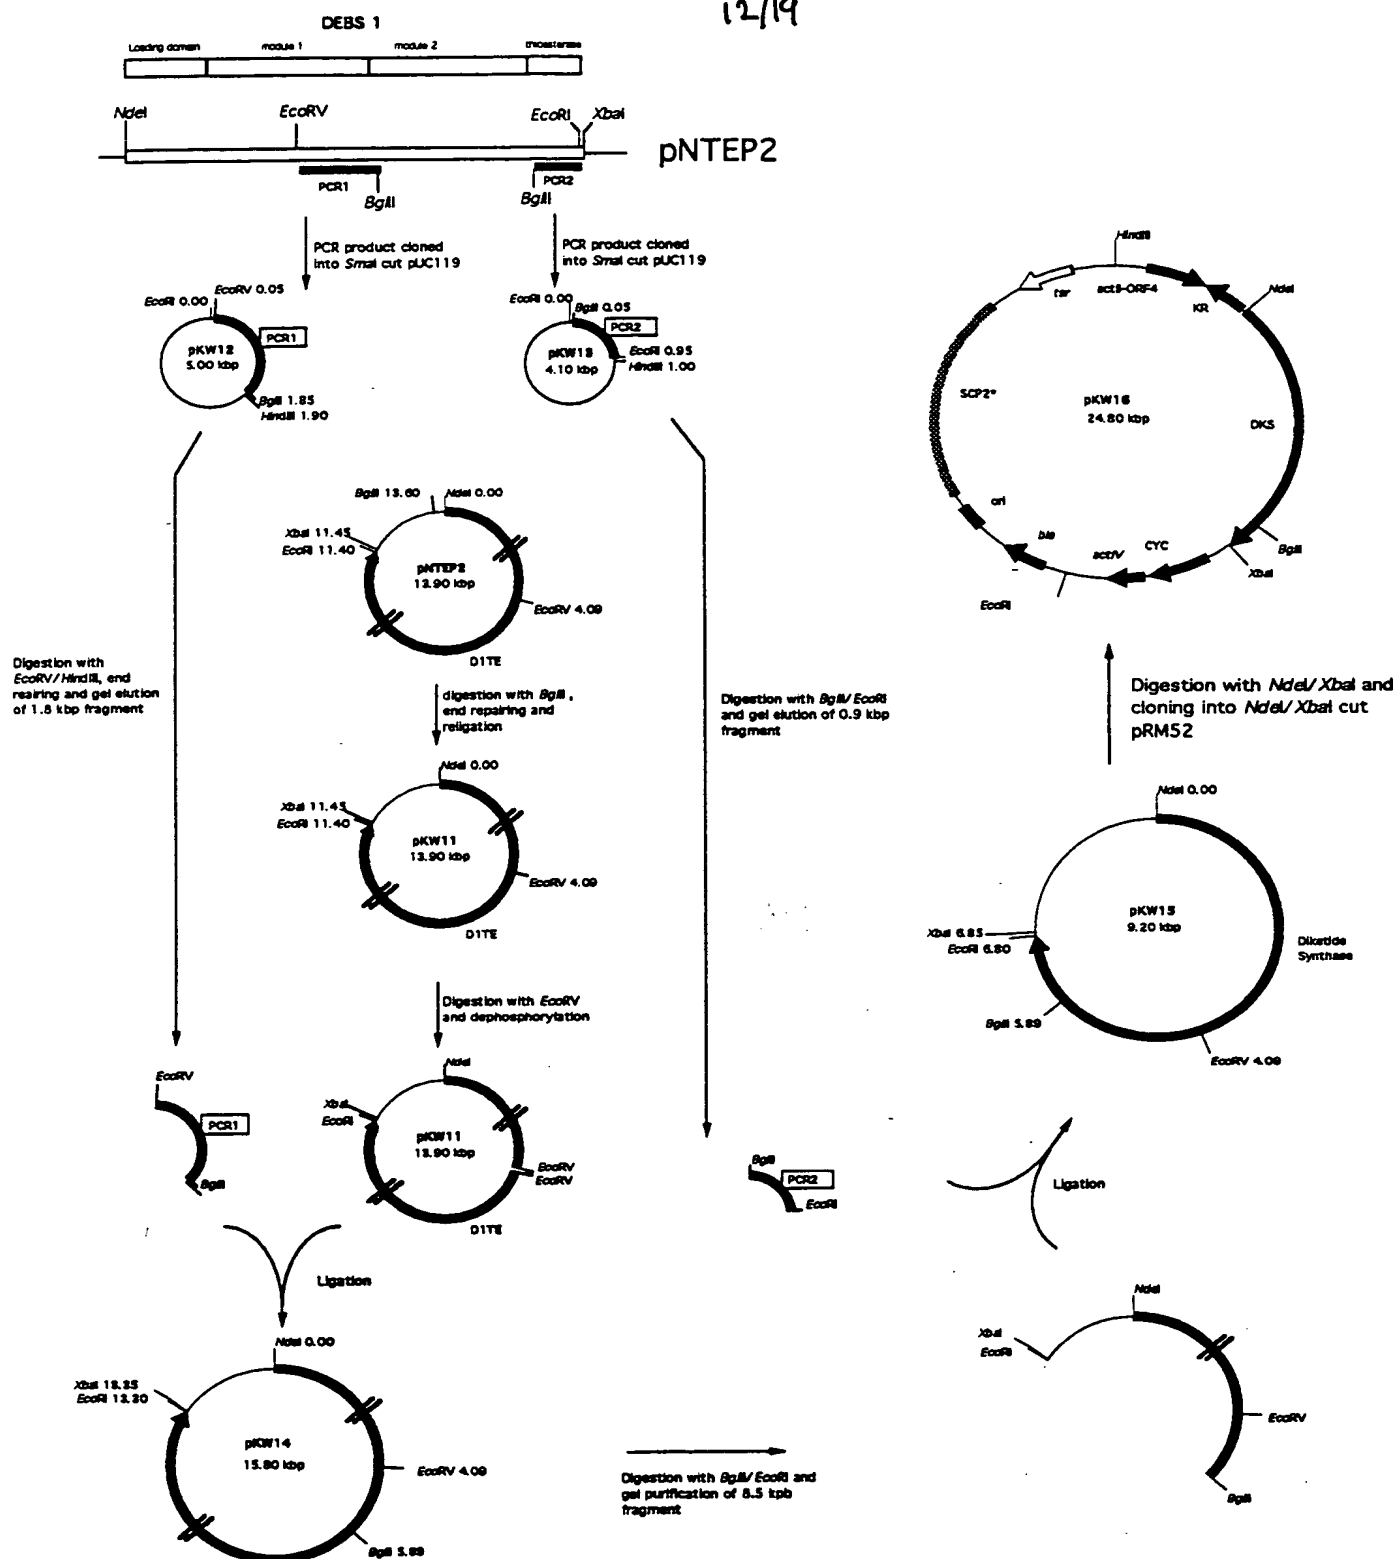 12/19
DEBS 1
Loading domain
module 1
module 2
thioesterase
NdeI
EcoRV
EcoRI
XbaI
pNTEP2
PCR1
BglII
PCR2
BglII
PCR product cloned
into SmaI cut pUC119
PCR product cloned
into SmaI cut pUC119
EcoRI 0.00
EcoRV 0.05
PCR1
pKW12
5.00 kbp
BglII 1.85
HindIII 1.90
EcoRI 0.00
BglII 0.05
PCR2
pKW13
4.10 kbp
EcoRI 0.95
HindIII 1.00
HindIII
tsr
actII-ORF4
KR
NdeI
SCP2*
pKW16
24.80 kbp
DKS
ori
bla
actIV
CYC
BglII
XbaI
EcoRI
BglII 13.60
NdeI 0.00
XbaI 11.45
EcoRI 11.40
pNTEP2
13.90 kbp
EcoRV 4.09
D1TE
Digestion with
EcoRV/HindIII, end
reairing and gel elution
of 1.8 kbp fragment
digestion with BglII,
end repairing and
religation
Digestion with BglII/EcoRI
and gel elution of 0.9 kbp
fragment
Digestion with NdeI/XbaI and
cloning into NdeI/XbaI cut
pRM52
NdeI 0.00
XbaI 11.45
EcoRI 11.40
pKW11
13.90 kbp
EcoRV 4.09
D1TE
NdeI 0.00
pKW15
9.20 kbp
XbaI 6.85
EcoRI 6.80
Diketide
Synthase
BglII 5.89
EcoRV 4.09
Digestion with EcoRV
and dephosphorylation
EcoRV
PCR1
BglII
NdeI
XbaI
EcoRI
pKW11
13.90 kbp
EcoRV
EcoRV
D1TE
BglII
PCR2
EcoRI
Ligation
Ligation
NdeI 0.00
XbaI 13.35
EcoRI 13.30
pKW14
15.80 kbp
EcoRV 4.09
BglII 5.89
Digestion with BglII/EcoRI and
gel purification of 8.5 kpb
fragment
NdeI
XbaI
EcoRI
EcoRV
BglII